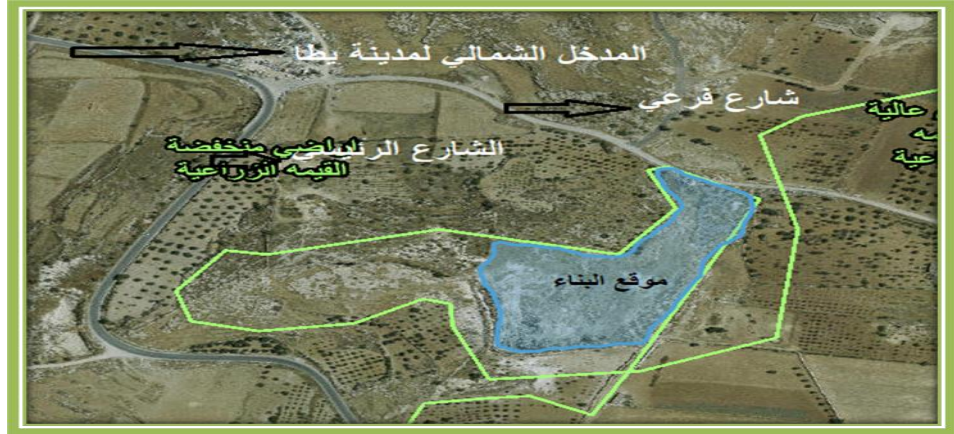 المدخل الشمالي لمدينة يطا
شارع فرعي
عالية
الشارع الرئيسي
اراضي منخفضة
القيمه الزراعية
موقع البناء